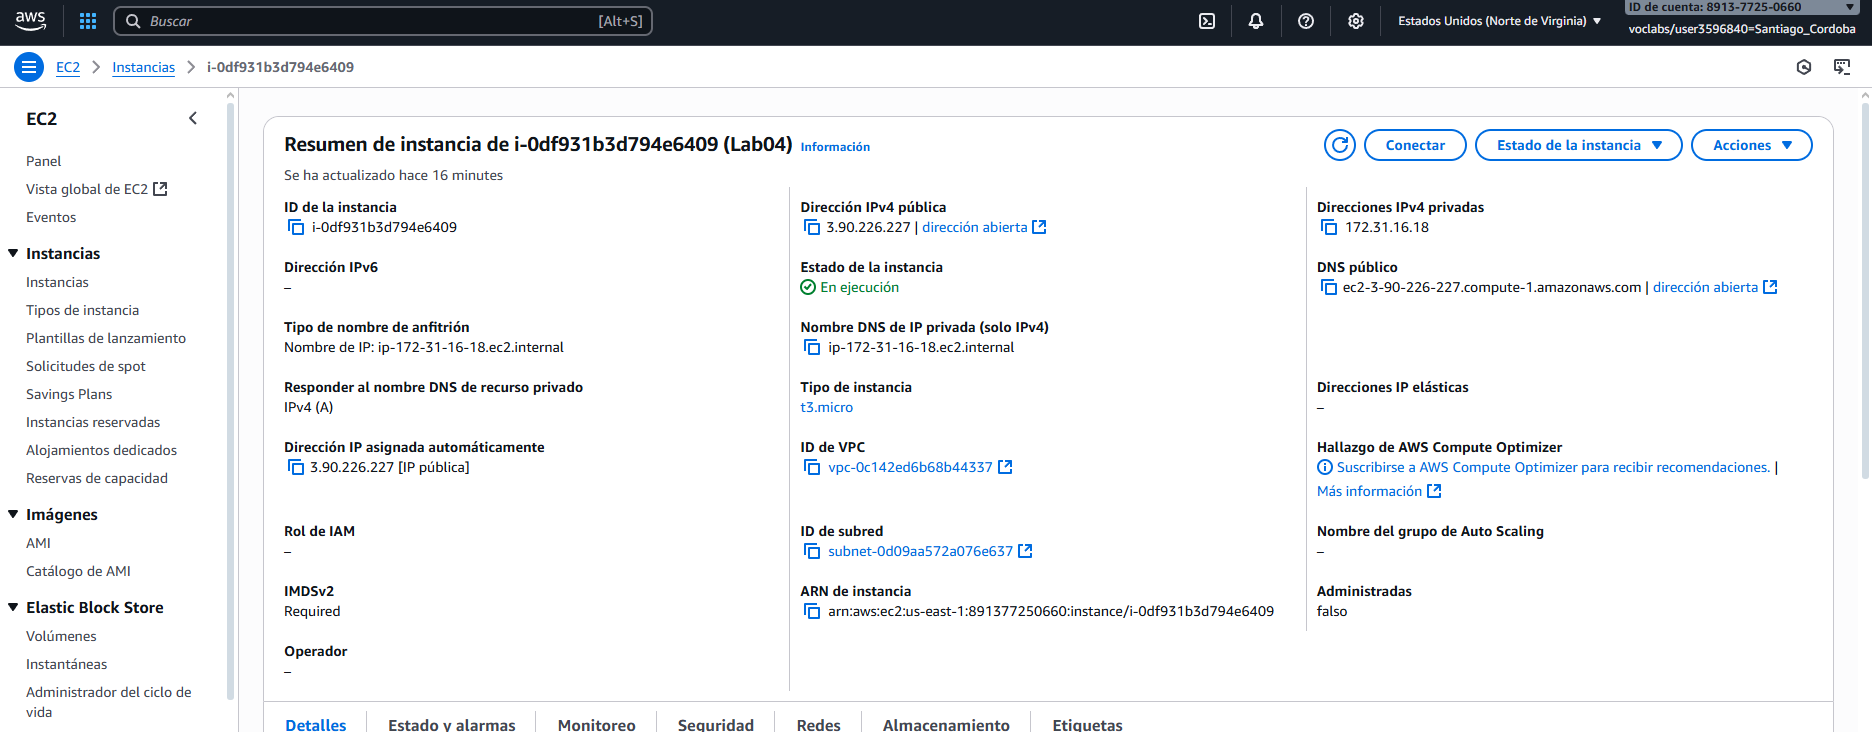 aws
Buscar [Alt+S]
Estados Unidos (Norte de Virginia)
ID de cuenta: 8913-7725-0660
voclabs/user3596840=Santiago_Cordoba
EC2 Instancias i-0df931b3d794e6409
EC2
Panel
Vista global de EC2
Eventos
Instancias
Instancias
Tipos de instancia
Plantillas de lanzamiento
Solicitudes de spot
Savings Plans
Instancias reservadas
Alojamientos dedicados
Reservas de capacidad
Imágenes
AMI
Catálogo de AMI
Elastic Block Store
Volúmenes
Instantáneas
Administrador del ciclo de
vida
Resumen de instancia de i-0df931b3d794e6409 (Lab04) Información
Conectar
Estado de la instancia
Acciones
Se ha actualizado hace 16 minutes
ID de la instancia
i-0df931b3d794e6409
Dirección IPv4 pública
3.90.226.227 | dirección abierta
Direcciones IPv4 privadas
172.31.16.18
Dirección IPv6
–
Estado de la instancia
En ejecución
DNS público
ec2-3-90-226-227.compute-1.amazonaws.com | dirección abierta
Tipo de nombre de anfitrión
Nombre de IP: ip-172-31-16-18.ec2.internal
Nombre DNS de IP privada (solo IPv4)
ip-172-31-16-18.ec2.internal
Responder al nombre DNS de recurso privado
IPv4 (A)
Tipo de instancia
t3.micro
Direcciones IP elásticas
–
Dirección IP asignada automáticamente
3.90.226.227 [IP pública]
ID de VPC
vpc-0c142ed6b68b44337
Hallazgo de AWS Compute Optimizer
Suscribirse a AWS Compute Optimizer para recibir recomendaciones. |
Más información
Rol de IAM
–
ID de subred
subnet-0d09aa572a076e637
Nombre del grupo de Auto Scaling
–
IMDSv2
Required
ARN de instancia
arn:aws:ec2:us-east-1:891377250660:instance/i-0df931b3d794e6409
Administradas
falso
Operador
–
Detalles
Estado y alarmas
Monitoreo
Seguridad
Redes
Almacenamiento
Etiquetas